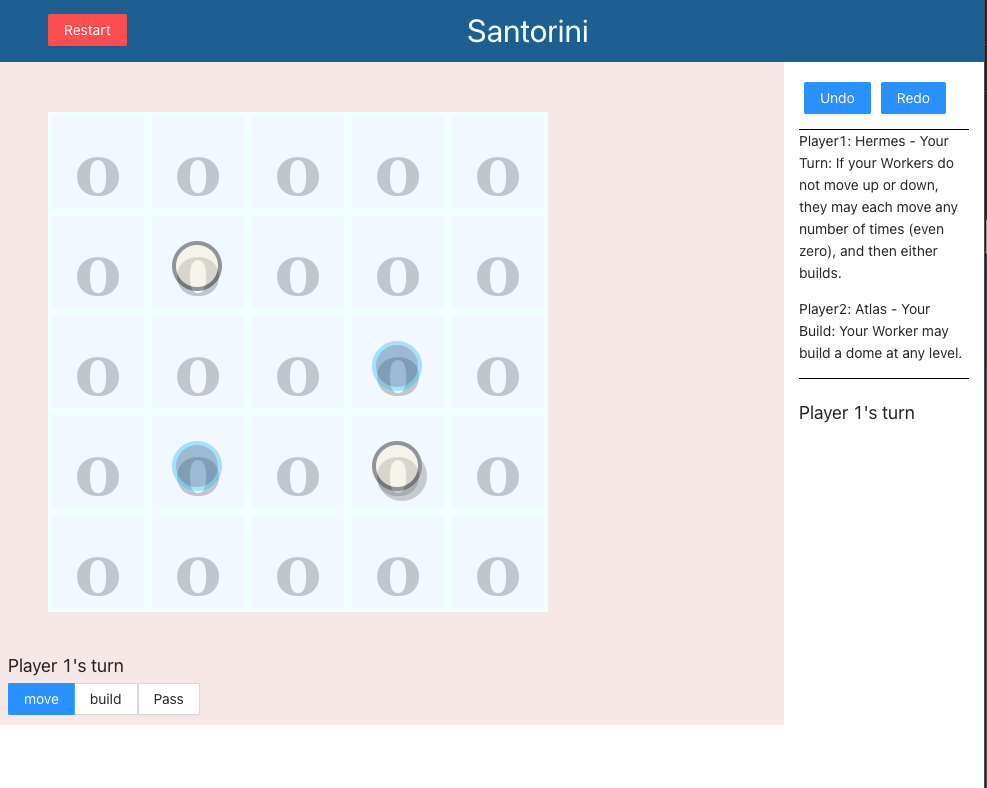 Restart
Santorini
Undo Redo
Player1: Hermes - Your
Turn: If your Workers do
not move up or down,
they may each move any
number of times (even
zero), and then either
builds.
Player2: Atlas - Your
Build: Your Worker may
build a dome at any level.
Player 1's turn
0 0 0 0 0
0 0 0 0 0
0 0 0 0 0
0 0 0 0 0
0 0 0 0 0
Player 1's turn
move build Pass